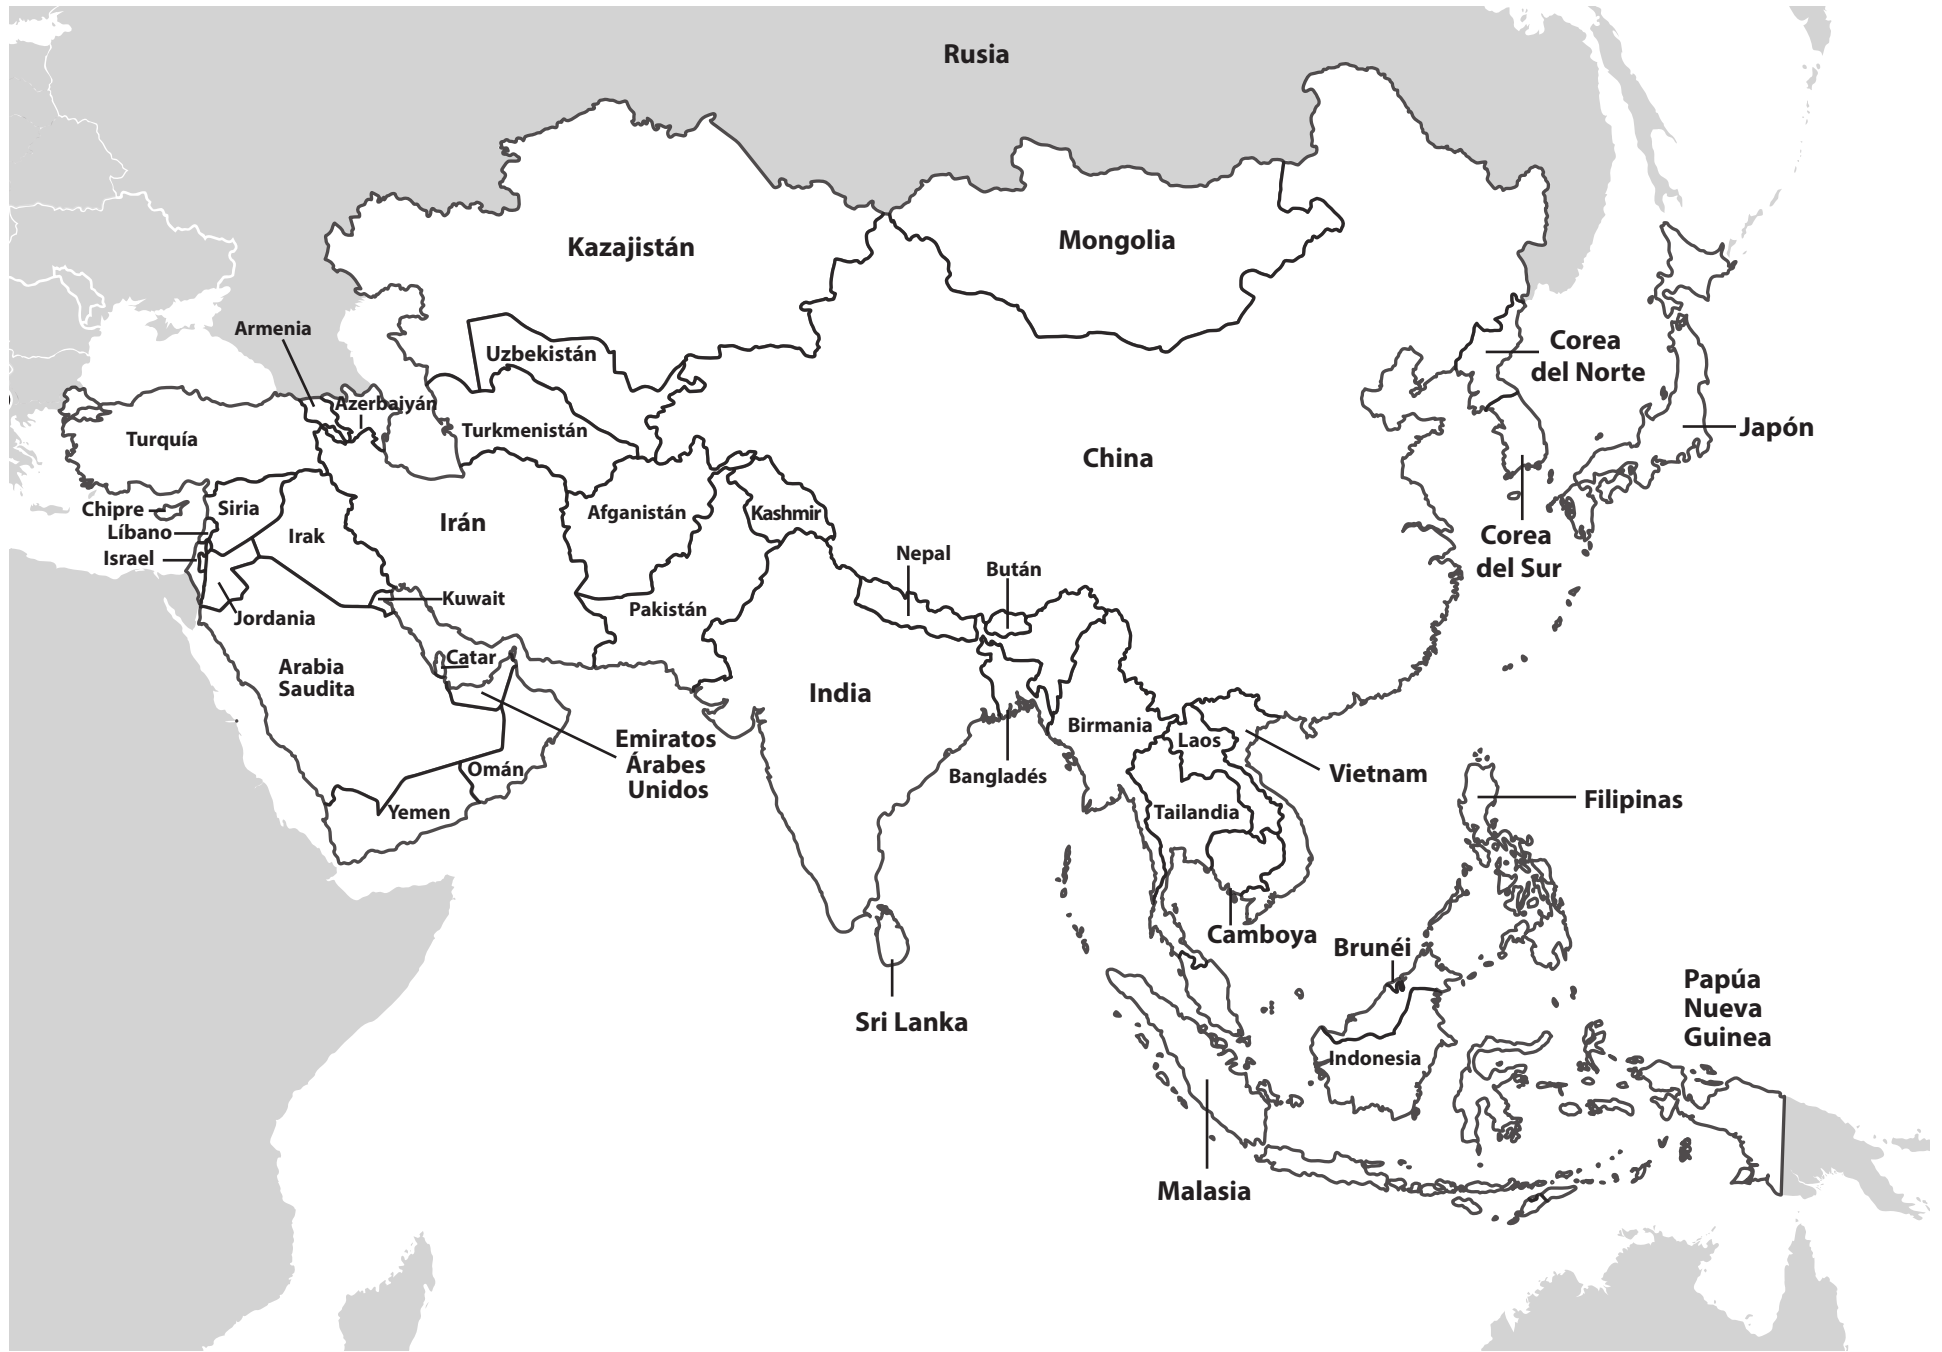 Rusia
Kazajistán
Mongolia
Armenia
Uzbekistán
Corea
del Norte
Azerbaiyán
Turquía
Turkmenistán
Japón
China
Chipre
Siria
Afganistán
Kashmir
Irán
Líbano
Irak
Corea
del Sur
Israel
Nepal
Bután
Kuwait
Jordania
Pakistán
Catar
Arabia
Saudita
India
Birmania
Laos
Emiratos
Árabes
Unidos
Omán
Bangladés
Vietnam
Filipinas
Yemen
Tailandia
Camboya
Brunéi
Papúa
Nueva
Guinea
Sri Lanka
Indonesia
Malasia